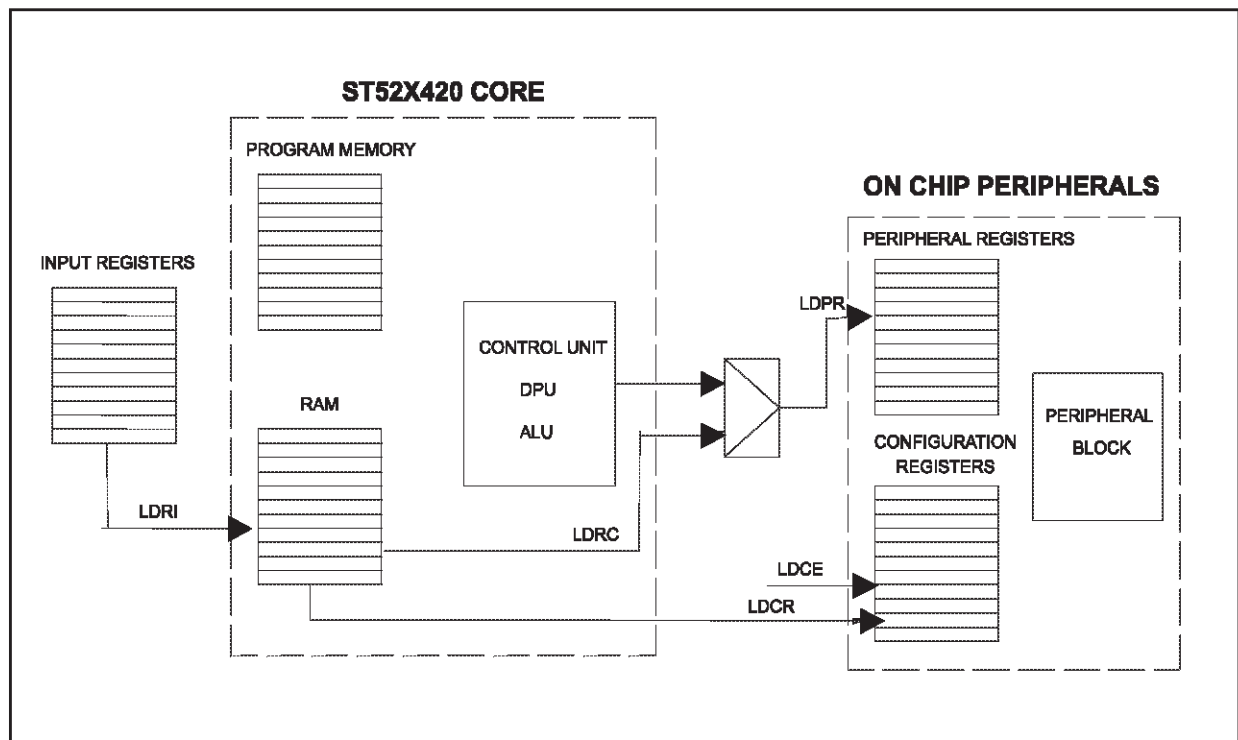 ST52X420 CORE
PROGRAM MEMORY
ON CHIP PERIPHERALS
PERIPHERAL REGISTERS
INPUT REGISTERS
LDPR
CONTROL UNIT
DPU
ALU
RAM
PERIPHERAL
BLOCK
CONFIGURATION
REGISTERS
LDRI
LDRC
LDCE
LDCR